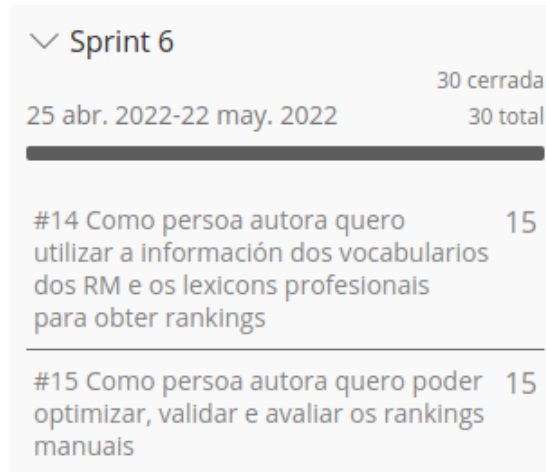 Sprint 6
30 cerrada
25 abr. 2022-22 may. 2022
30 total
#14 Como persoa autora quero
15
utilizar a información dos vocabularios
dos RM e os lexicons profesionais
para obter rankings
#15 Como persoa autora quero poder
15
optimizar, validar e avaliar os rankings
manuais